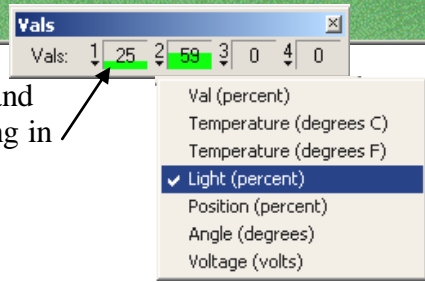 Vals
Vals: 1 25 2 59 3 0 4 0
and
g in
Val (percent)
Temperature (degrees C)
Temperature (degrees F)
Light (percent)
Position (percent)
Angle (degrees)
Voltage (volts)